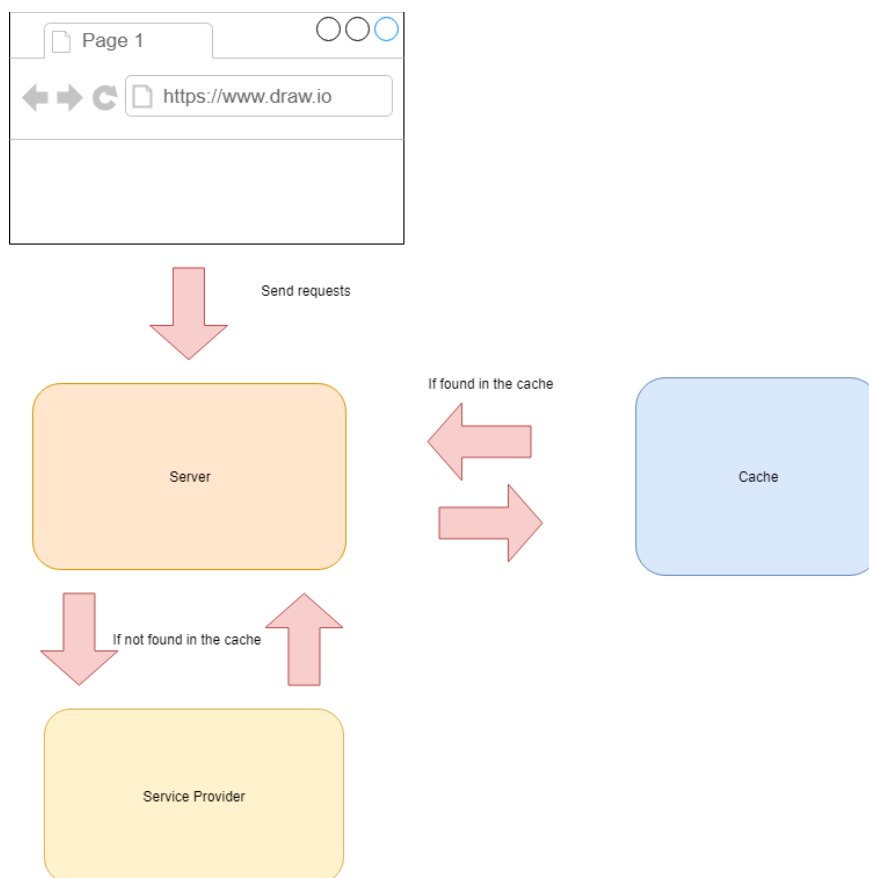 Page 1
https://www.draw.io
Send requests
If found in the cache
Server
Cache
If not found in the cache
Service Provider